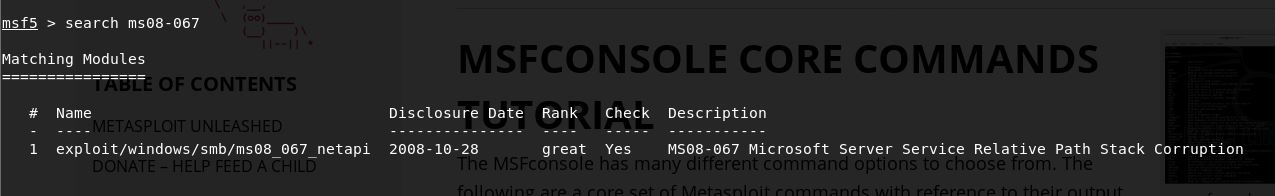 msf5 > search ms08-067
Matching Modules
================
#  Name                                 Disclosure Date  Rank   Check  Description
-  ----                                 ---------------  ----   -----  -----------
1  exploit/windows/smb/ms08_067_netapi  2008-10-28       great  Yes    MS08-067 Microsoft Server Service Relative Path Stack Corruption
TABLE OF CONTENTS
METASPLOIT UNLEASHED
DONATE – HELP FEED A CHILD
MSFCONSOLE CORE COMMANDS
TUTORIAL
The MSFconsole has many different command options to choose from. The
following are a core set of Metasploit commands with reference to their output